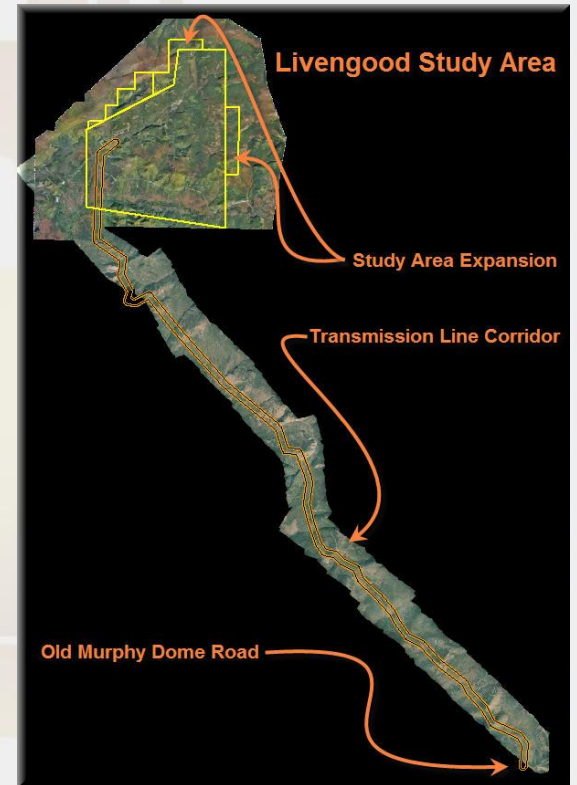 Livengood Study Area
Study Area Expansion
Transmission Line Corridor
Old Murphy Dome Road